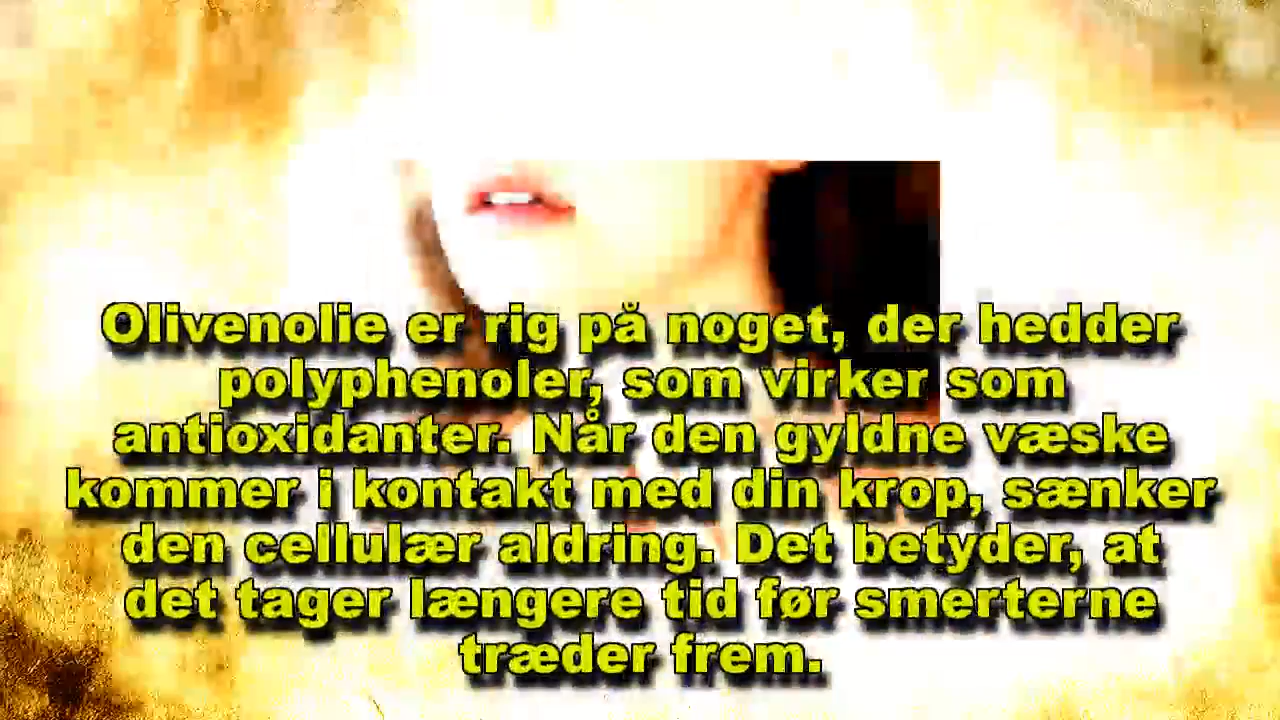 Olivenolie er rig på noget, der hedder
polyphenoler, som virker som
antioxidanter. Når den gyldne væske
kommer i kontakt med din krop, sænker
den cellulær aldring. Det betyder, at
det tager længere tid før smerterne
træder frem.